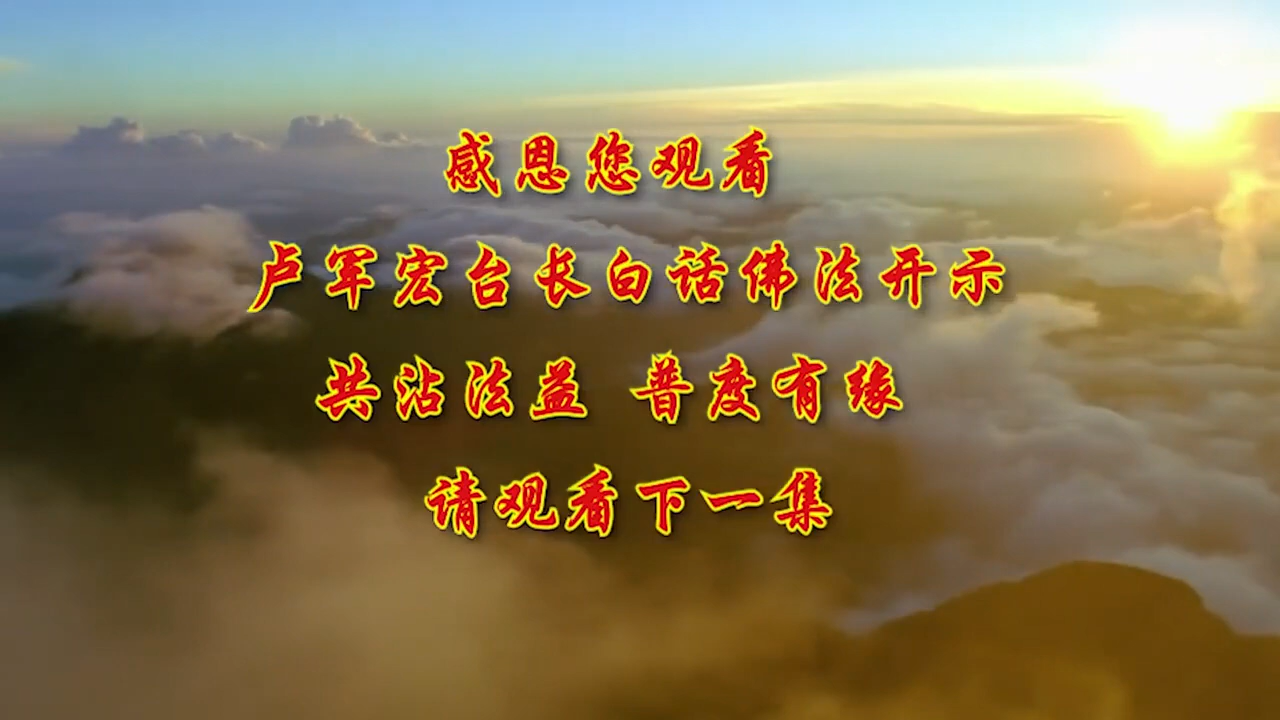 感恩您观看
卢军宏台长白话佛法开示
共沾法益 普度有缘
请观看下一集